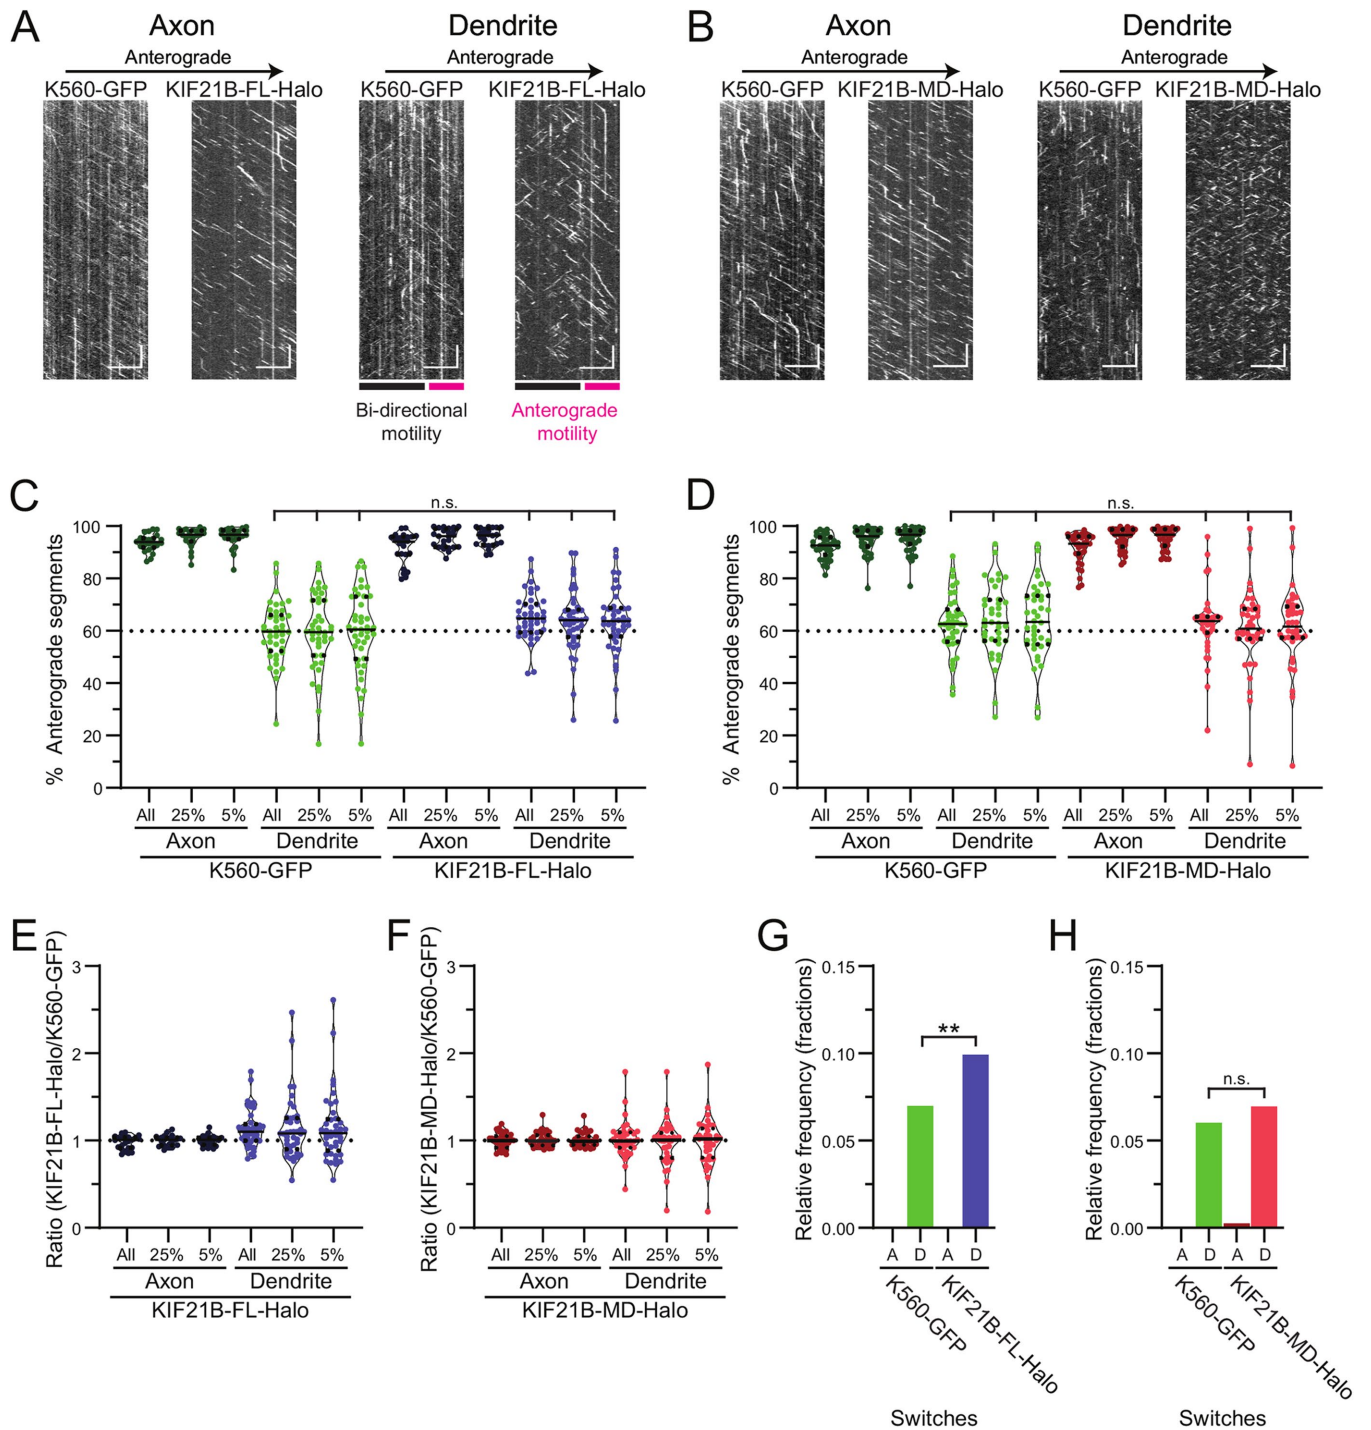 A
Axon
Dendrite
Anterograde
Anterograde
K560-GFP KIF21B-FL-Halo
K560-GFP KIF21B-FL-Halo
Bi-directional motility
Anterograde motility
B
Axon
Dendrite
Anterograde
Anterograde
K560-GFP KIF21B-MD-Halo
K560-GFP KIF21B-MD-Halo
C
n.s.
% Anterograde segments
100
80
60
40
20
0
All 25% 5% All 25% 5% All 25% 5% All 25% 5%
Axon Dendrite Axon Dendrite
K560-GFP KIF21B-FL-Halo
D
n.s.
% Anterograde segments
100
80
60
40
20
0
All 25% 5% All 25% 5% All 25% 5% All 25% 5%
Axon Dendrite Axon Dendrite
K560-GFP KIF21B-MD-Halo
E
Ratio (KIF21B-FL-Halo/K560-GFP)
3
2
1
0
All 25% 5% All 25% 5%
Axon Dendrite
KIF21B-FL-Halo
F
Ratio (KIF21B-MD-Halo/K560-GFP)
3
2
1
0
All 25% 5% All 25% 5%
Axon Dendrite
KIF21B-MD-Halo
G
Relative frequency (fractions)
0.15
0.10
0.05
0.00
**
A D A D
K560-GFP
KIF21B-FL-Halo
Switches
H
Relative frequency (fractions)
0.15
0.10
0.05
0.00
n.s.
A D A D
K560-GFP
KIF21B-MD-Halo
Switches